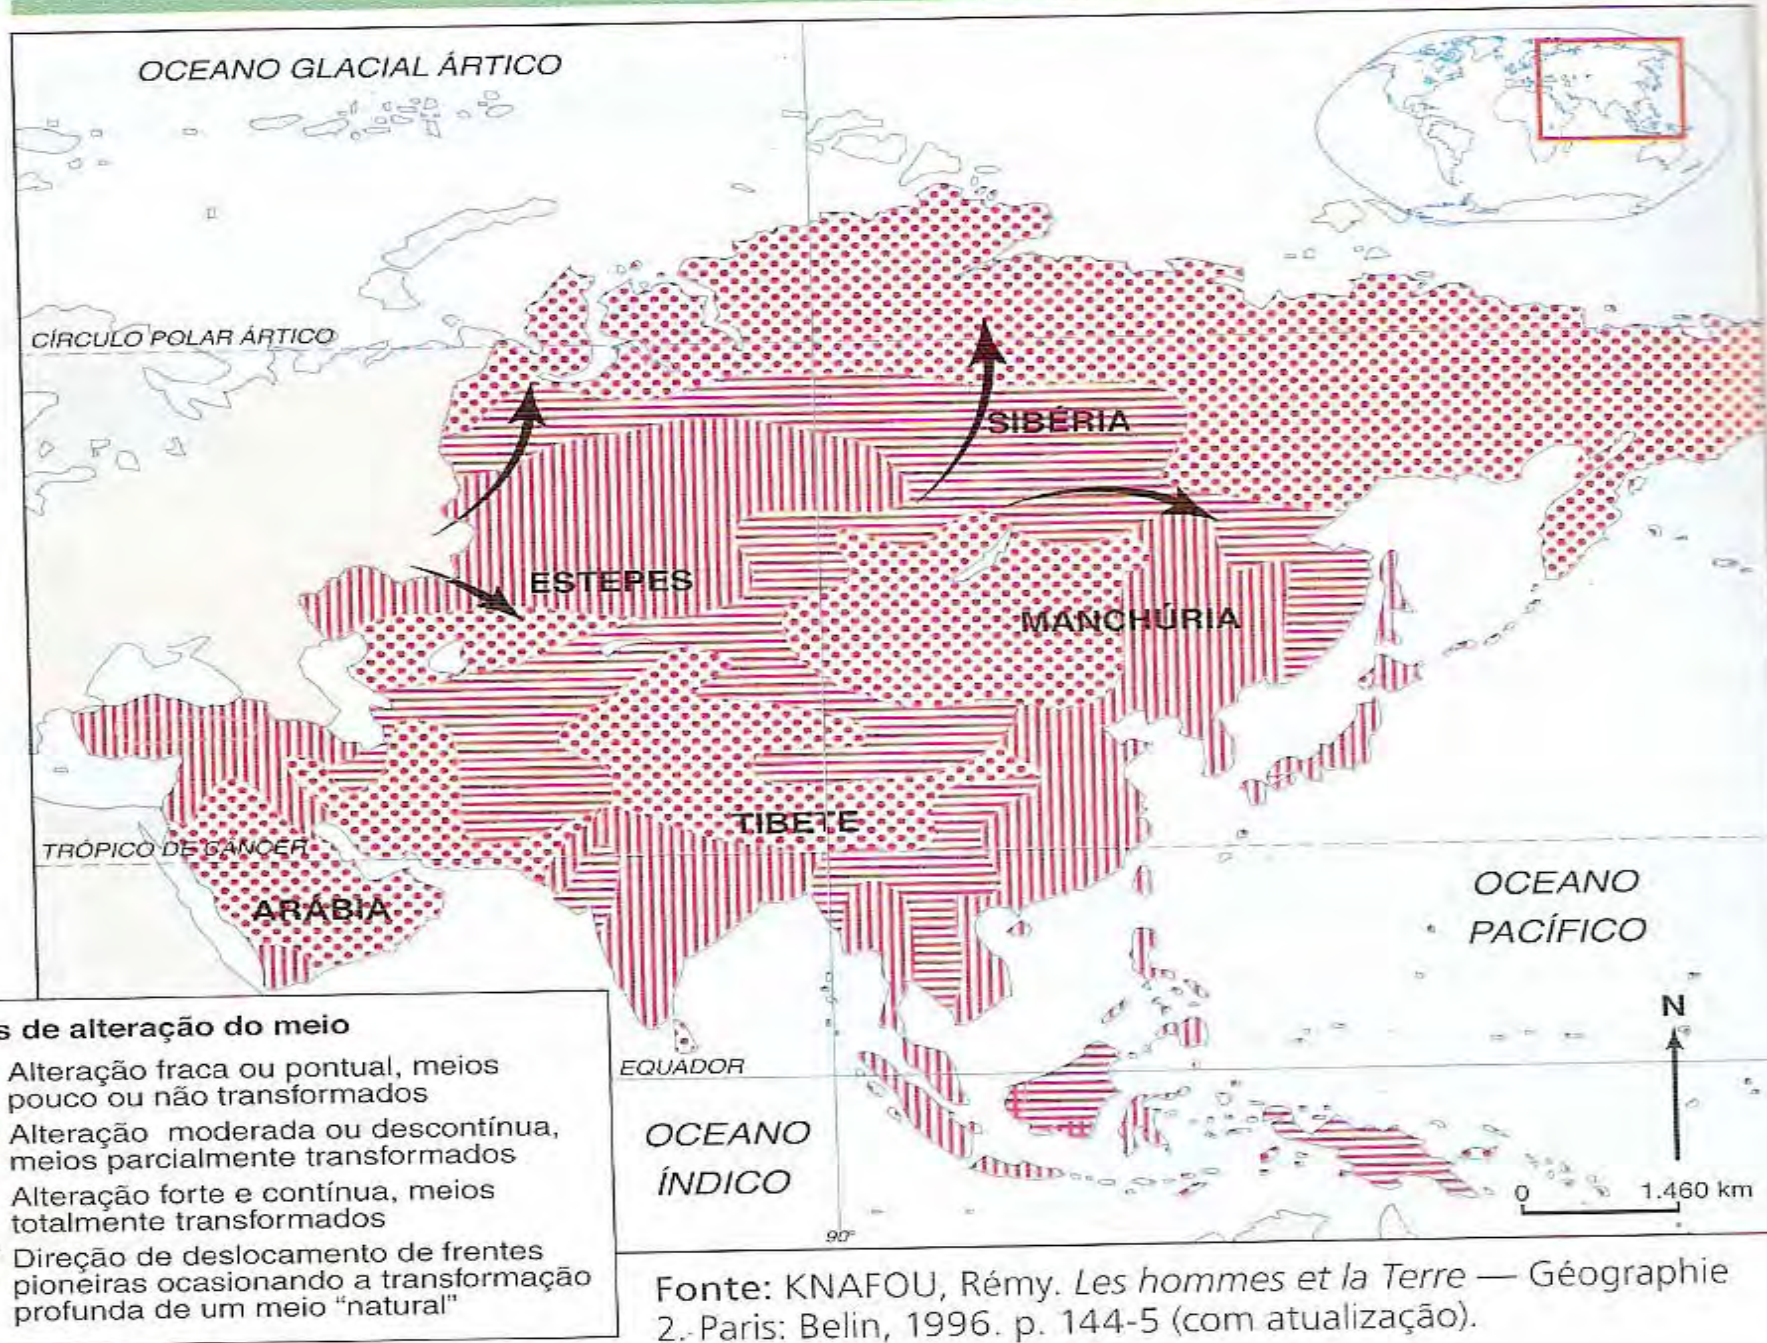 OCEANO GLACIAL ÁRTICO
CÍRCULO POLAR ÁRTICO
SIBÉRIA
ESTEPES
MANCHÚRIA
TIBETE
TRÓPICO DE CÂNCER
ARÁBIA
OCEANO
PACÍFICO
N
s de alteração do meio
Alteração fraca ou pontual, meios
pouco ou não transformados
Alteração moderada ou descontínua,
meios parcialmente transformados
Alteração forte e contínua, meios
totalmente transformados
Direção de deslocamento de frentes
pioneiras ocasionando a transformação
profunda de um meio “natural”
EQUADOR
OCEANO
ÍNDICO
0 1.460 km
90°
Fonte: KNAFOU, Rémy. Les hommes et la Terre — Géographie
2. Paris: Belin, 1996. p. 144-5 (com atualização).